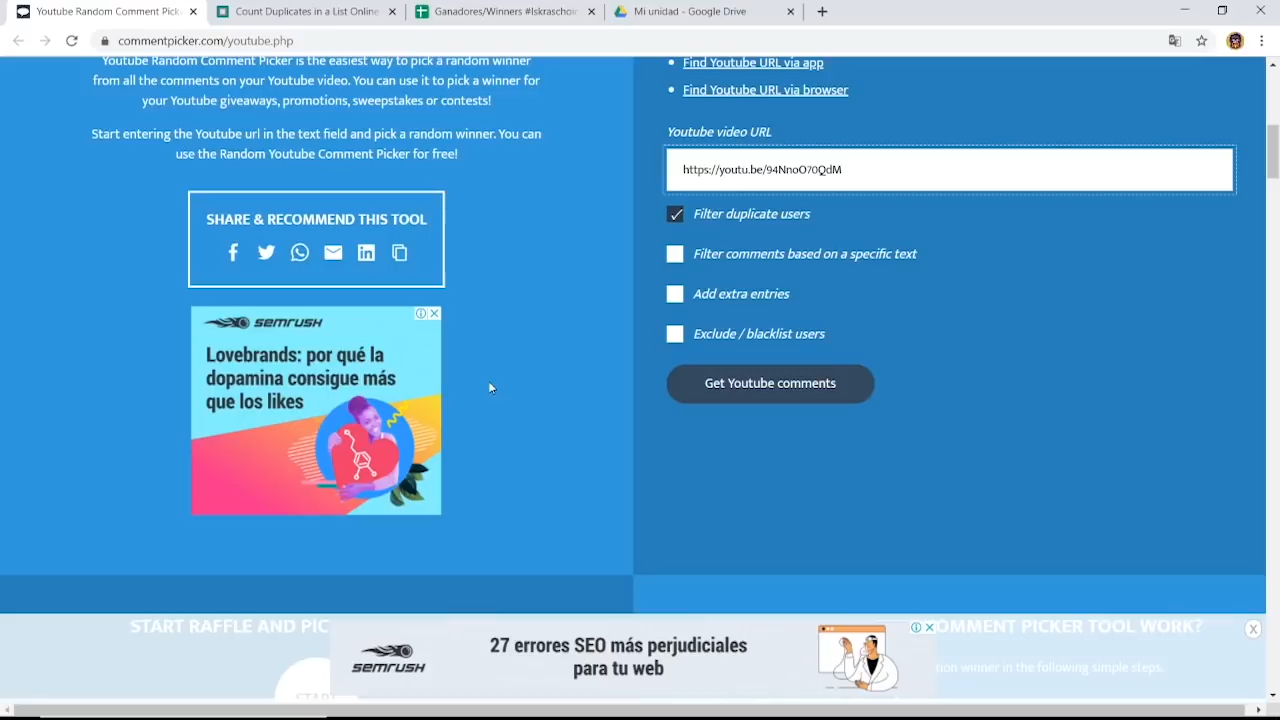 Youtube Random Comment Pick
Count Duplicates in a List Online
Ganadores/Winners #Iskraschoir
Mi unidad - Google Drive
commentpicker.com/youtube.php
Youtube Random Comment Picker is the easiest way to pick a random winner
from all the comments on your Youtube video. You can use it to pick a winner for
your Youtube giveaways, promotions, sweepstakes or contests!
Start entering the Youtube url in the text field and pick a random winner. You can
use the Random Youtube Comment Picker for free!
SHARE & RECOMMEND THIS TOOL
semrush
Lovebrands: por qué la
dopamina consigue más
que los likes
Find Youtube URL via app
Find Youtube URL via browser
Youtube video URL
https://youtu.be/94NnoO70QdM
Filter duplicate users
Filter comments based on a specific text
Add extra entries
Exclude / blacklist users
Get Youtube comments
START RAFFLE AND PIC
OMMENT PICKER TOOL WORK?
tion winner in the following simple steps.
semrush
27 errores SEO más perjudiciales
para tu web
X